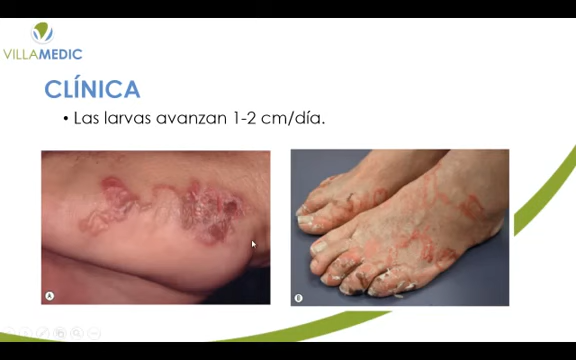 VILLAMEDIC
CLÍNICA
• Las larvas avanzan 1-2 cm/día.
A
B